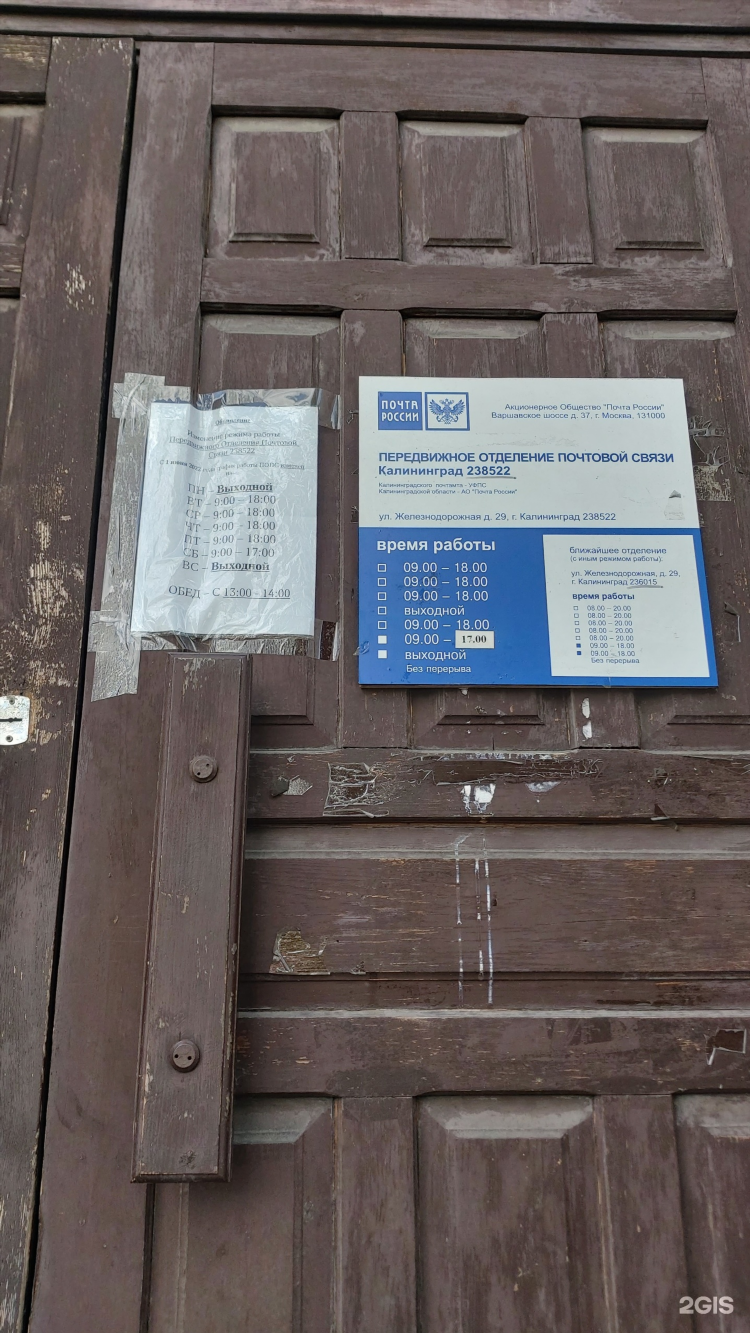 Изменение режима работы
Передвижного Отделение Почтовой
Связи 238522
ПН – Выходной
ВТ – 9:00 – 18:00
СР – 9:00 – 18:00
ЧТ – 9:00 – 18:00
ПТ – 9:00 – 18:00
СБ – 9:00 – 17:00
ВС – Выходной
ОБЕД – С 13:00 – 14:00
ПОЧТА
РОССИИ
Акционерное Общество "Почта России"
Варшавское шоссе д. 37, г. Москва, 131000
ПЕРЕДВИЖНОЕ ОТДЕЛЕНИЕ ПОЧТОВОЙ СВЯЗИ
Калининград 238522
Калининградского почтамта - УФПС
Калининградской области - АО "Почта России"
ул. Железнодорожная д. 29, г. Калининград 238522
время работы
09.00 – 18.00
09.00 – 18.00
09.00 – 18.00
выходной
09.00 – 18.00
09.00 – 17.00
выходной
Без перерыва
ближайшее отделение
(с иным режимом работы):
ул. Железнодорожная, д. 29,
г. Калининград 236015
время работы
08.00 – 20.00
08.00 – 20.00
08.00 – 20.00
08.00 – 20.00
08.00 – 20.00
09.00 – 18.00
09.00 – 18.00
Без перерыва
2GIS